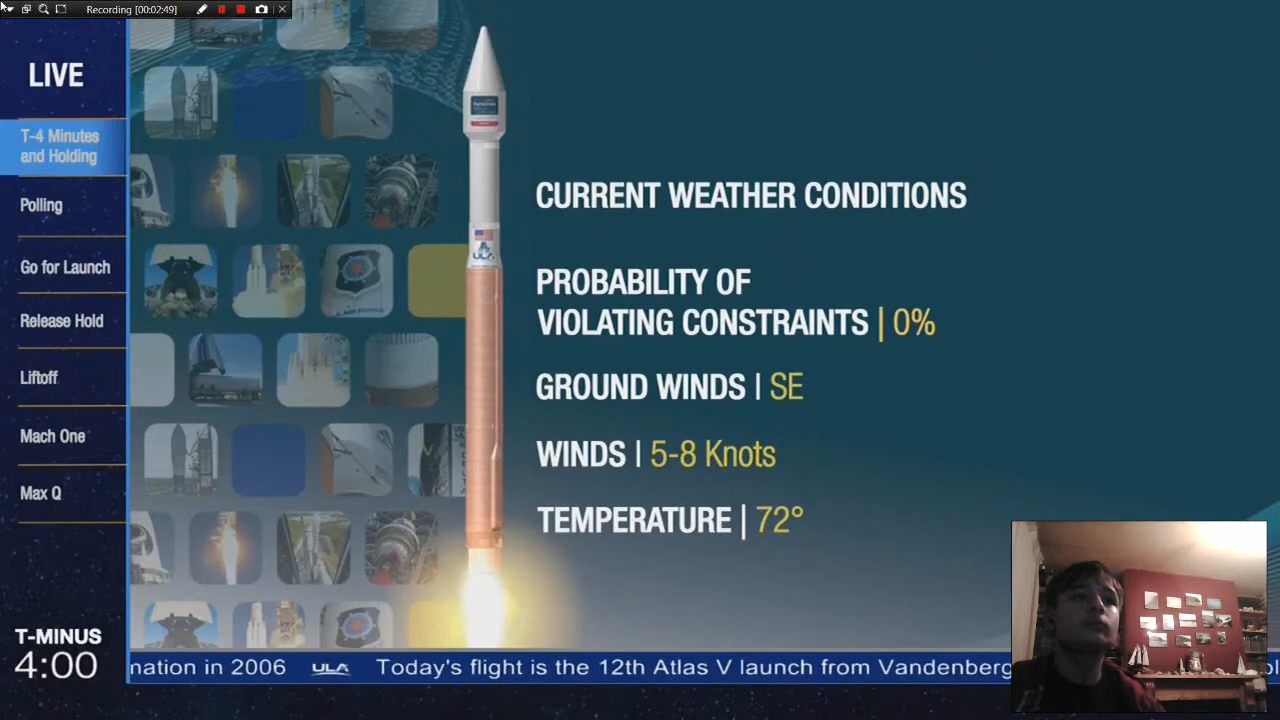 Recording [00:02:49]
LIVE
T-4 Minutes
and Holding
Polling
Go for Launch
Release Hold
Liftoff
Mach One
Max Q
T-MINUS
4:00
CURRENT WEATHER CONDITIONS
PROBABILITY OF
VIOLATING CONSTRAINTS | 0%
GROUND WINDS | SE
WINDS | 5-8 Knots
TEMPERATURE | 72°
ULA
mation in 2006 ULA Today's flight is the 12th Atlas V launch from Vandenberg